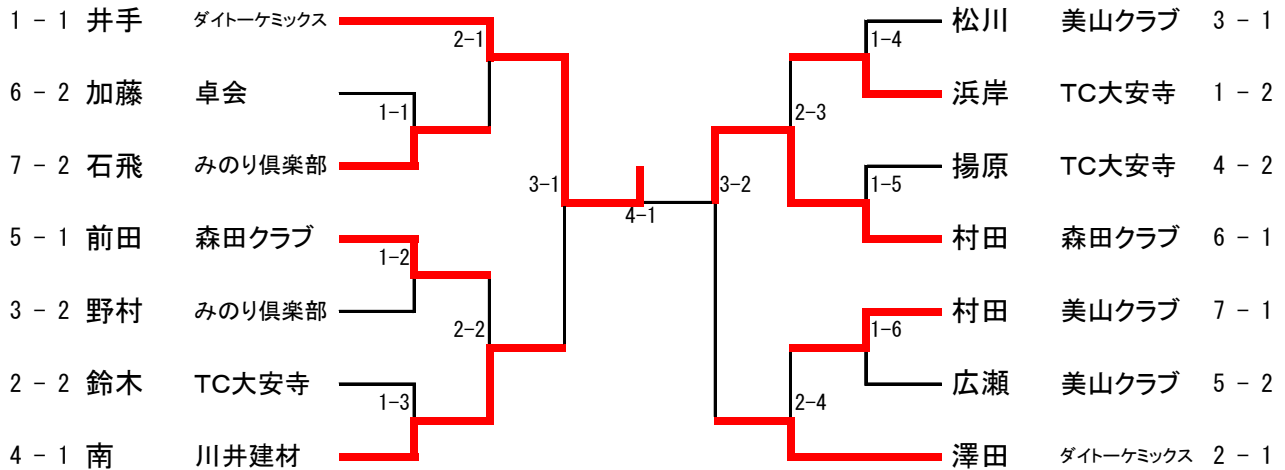 1 - 1 井手 ダイトーケミックス
6 - 2 加藤 卓会
7 - 2 石飛 みのり倶楽部
5 - 1 前田 森田クラブ
3 - 2 野村 みのり倶楽部
2 - 2 鈴木 TC大安寺
4 - 1 南 川井建材
2-1
1-1
3-1
1-2
2-2
1-3
4-1
3-2
1-4
2-3
1-5
1-6
2-4
松川 美山クラブ 3 - 1
浜岸 TC大安寺 1 - 2
揚原 TC大安寺 4 - 2
村田 森田クラブ 6 - 1
村田 美山クラブ 7 - 1
広瀬 美山クラブ 5 - 2
澤田 ダイトーケミックス 2 - 1